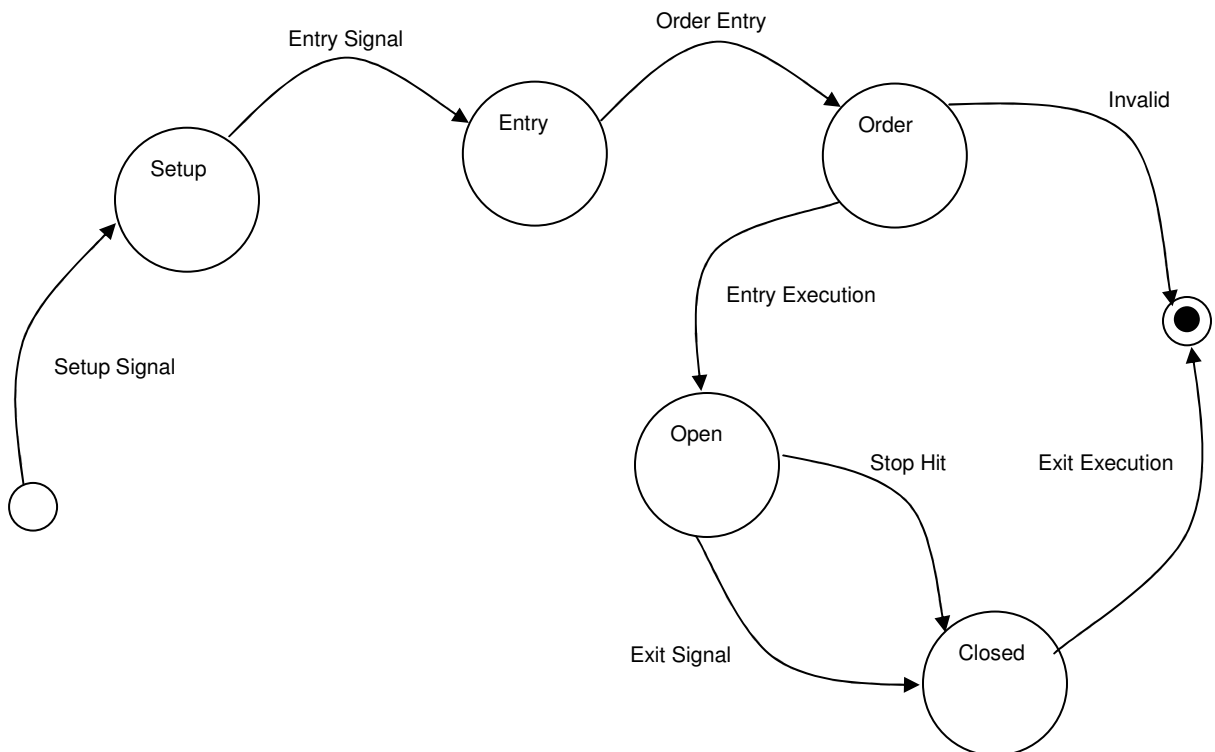 Order Entry
Entry Signal
Invalid
Entry
Order
Setup
Entry Execution
Setup Signal
Open
Stop Hit
Exit Execution
Exit Signal
Closed